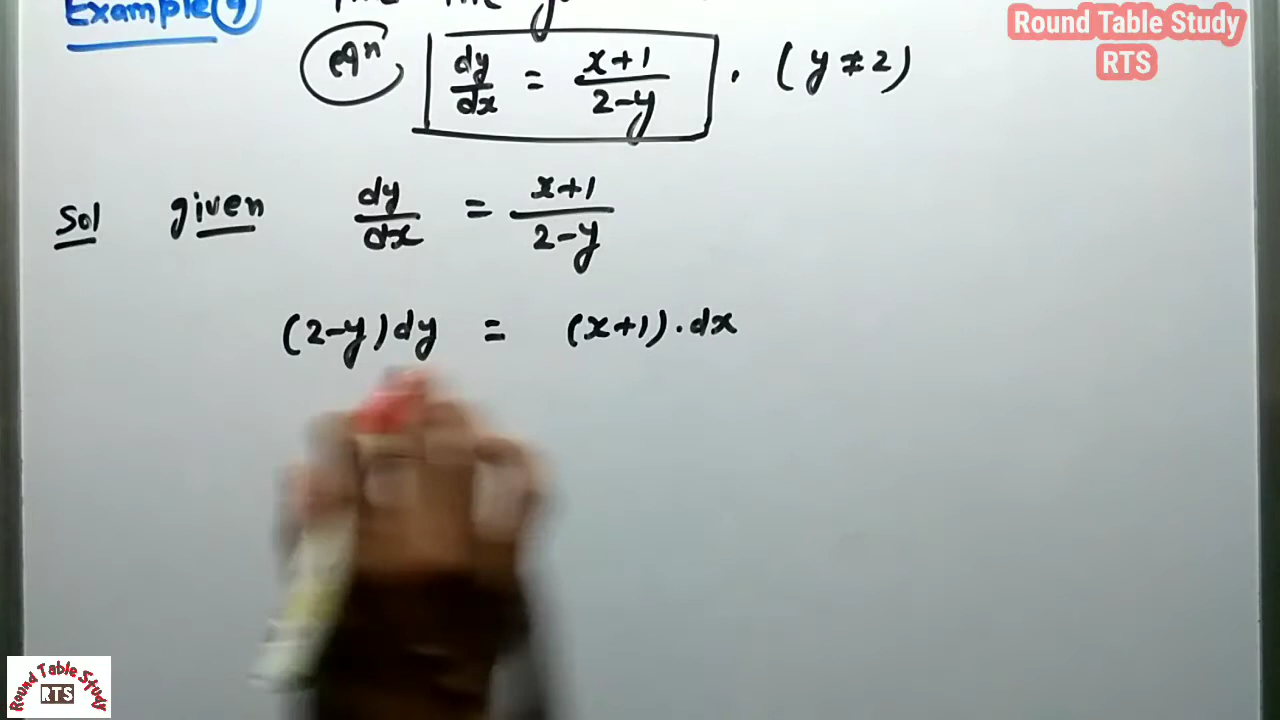 Example 9
Round Table Study
RTS
eqn dy/dx = x+1/2-y . (y ≠ 2)
Sol given dy/dx = x+1/2-y
(2-y)dy = (x+1).dx
Round Table Study
RTS